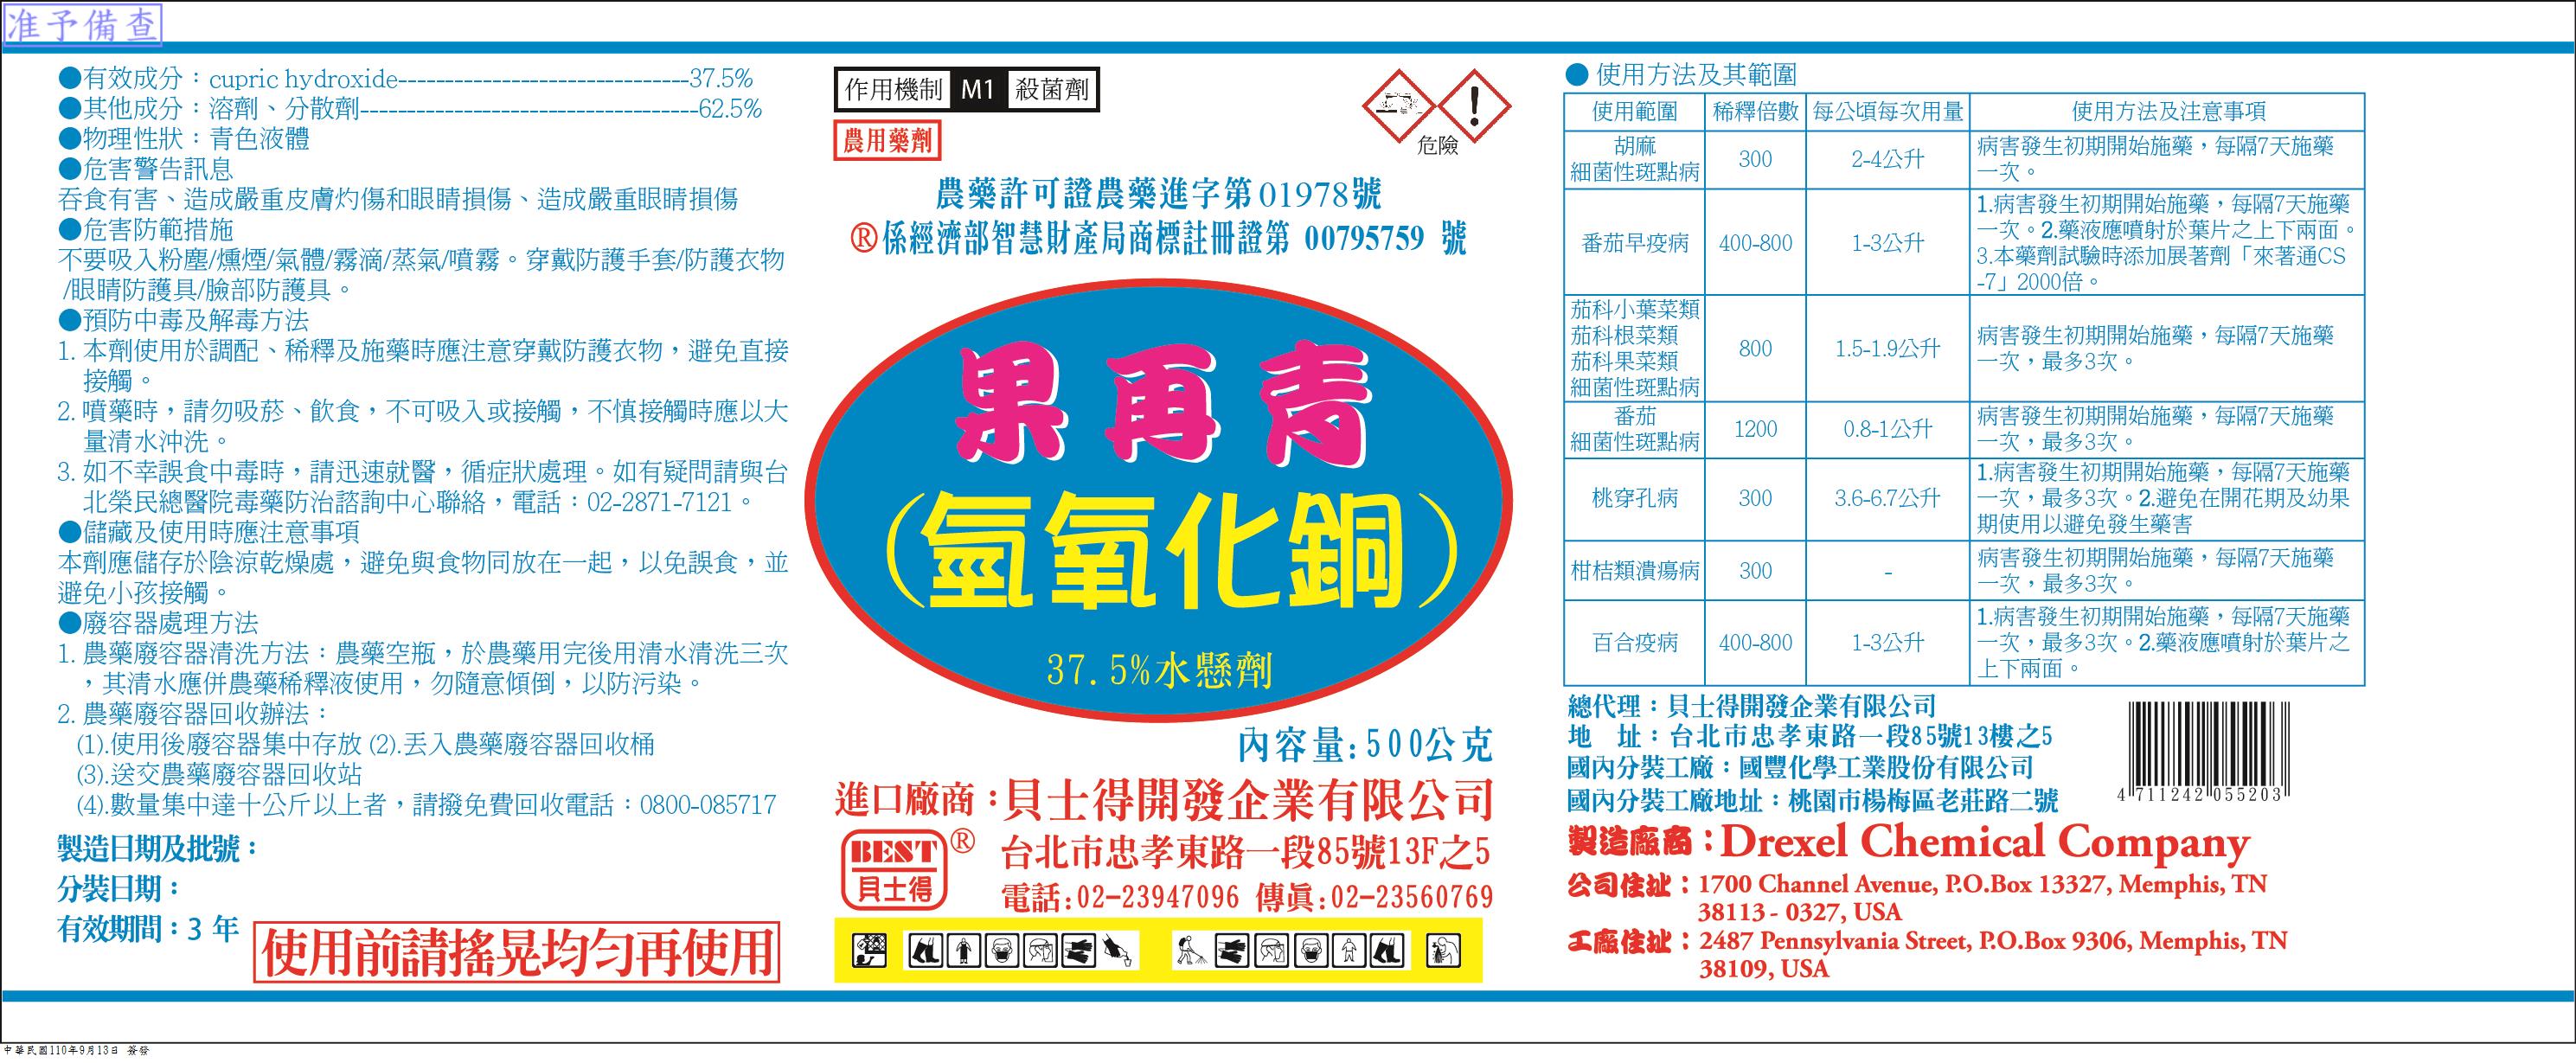 准予備查
●有效成分：cupric hydroxide-------------------------------37.5%
●其他成分：溶劑、分散劑------------------------------------62.5%
●物理性狀：青色液體
●危害警告訊息
吞食有害、造成嚴重皮膚灼傷和眼睛損傷、造成嚴重眼睛損傷
●危害防範措施
不要吸入粉塵/燻煙/氣體/霧滴/蒸氣/噴霧。穿戴防護手套/防護衣物
/眼睛防護具/臉部防護具。
●預防中毒及解毒方法
1. 本劑使用於調配、稀釋及施藥時應注意穿戴防護衣物，避免直接
接觸。
2. 噴藥時，請勿吸菸、飲食，不可吸入或接觸，不慎接觸時應以大
量清水沖洗。
3. 如不幸誤食中毒時，請迅速就醫，循症狀處理。如有疑問請與台
北榮民總醫院毒藥防治諮詢中心聯絡，電話：02-2871-7121。
●儲藏及使用時應注意事項
本劑應儲存於陰涼乾燥處，避免與食物同放在一起，以免誤食，並
避免小孩接觸。
●廢容器處理方法
1. 農藥廢容器清洗方法：農藥空瓶，於農藥用完後用清水清洗三次
，其清水應併農藥稀釋液使用，勿隨意傾倒，以防污染。
2. 農藥廢容器回收辦法：
(1).使用後廢容器集中存放 (2).丟入農藥廢容器回收桶
(3).送交農藥廢容器回收站
(4).數量集中達十公斤以上者，請撥免費回收電話：0800-085717
製造日期及批號：
分裝日期：
有效期間：3 年
使用前請搖晃均勻再使用
作用機制 M1 殺菌劑
農用藥劑
危險
農藥許可證農藥進字第01978號
®係經濟部智慧財產局商標註冊證第 00795759 號
果再青
(氫氧化銅)
37.5%水懸劑
內容量:500公克
進口廠商：貝士得開發企業有限公司
BEST ®
貝士得
台北市忠孝東路一段85號13F之5
電話:02-23947096 傳真:02-23560769
● 使用方法及其範圍
使用範圍 稀釋倍數 每公頃每次用量 使用方法及注意事項
胡麻
細菌性斑點病 300 2-4公升 病害發生初期開始施藥，每隔7天施藥
一次。
番茄早疫病 400-800 1-3公升 1.病害發生初期開始施藥，每隔7天施藥
一次。2.藥液應噴射於葉片之上下兩面。
3.本藥劑試驗時添加展著劑「來著通CS
-7」2000倍。
茄科小葉菜類
茄科根菜類
茄科果菜類
細菌性斑點病 800 1.5-1.9公升 病害發生初期開始施藥，每隔7天施藥
一次，最多3次。
番茄
細菌性斑點病 1200 0.8-1公升 病害發生初期開始施藥，每隔7天施藥
一次，最多3次。
桃穿孔病 300 3.6-6.7公升 1.病害發生初期開始施藥，每隔7天施藥
一次，最多3次。2.避免在開花期及幼果
期使用以避免發生藥害
柑桔類潰瘍病 300 - 病害發生初期開始施藥，每隔7天施藥
一次，最多3次。
百合疫病 400-800 1-3公升 1.病害發生初期開始施藥，每隔7天施藥
一次，最多3次。2.藥液應噴射於葉片之
上下兩面。
總代理：貝士得開發企業有限公司
地 址：台北市忠孝東路一段85號13樓之5
國內分裝工廠：國豐化學工業股份有限公司
國內分裝工廠地址：桃園市楊梅區老莊路二號
4 711242 055203
製造廠商：Drexel Chemical Company
公司住址：1700 Channel Avenue, P.O.Box 13327, Memphis, TN
38113 - 0327, USA
工廠住址：2487 Pennsylvania Street, P.O.Box 9306, Memphis, TN
38109, USA
中華民國110年9月13日 簽發